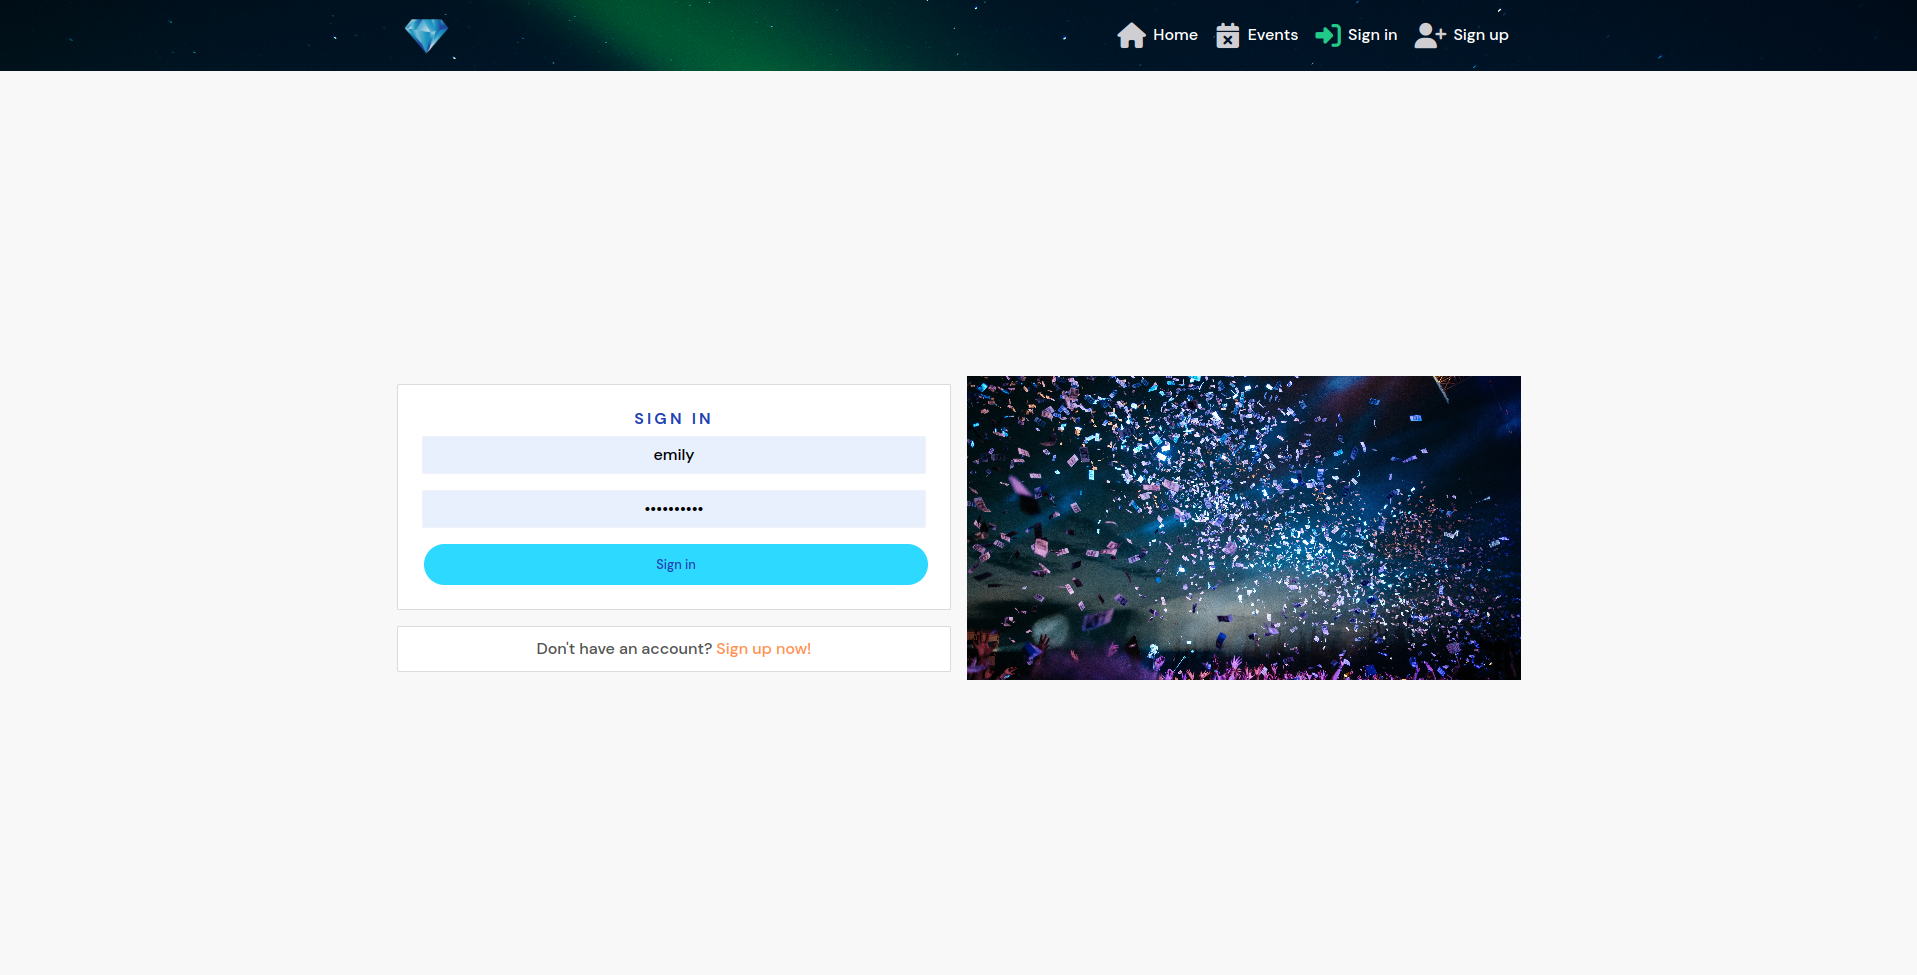 Home Events Sign in Sign up
SIGN IN
emily
••••••••••
Sign in
Don't have an account? Sign up now!